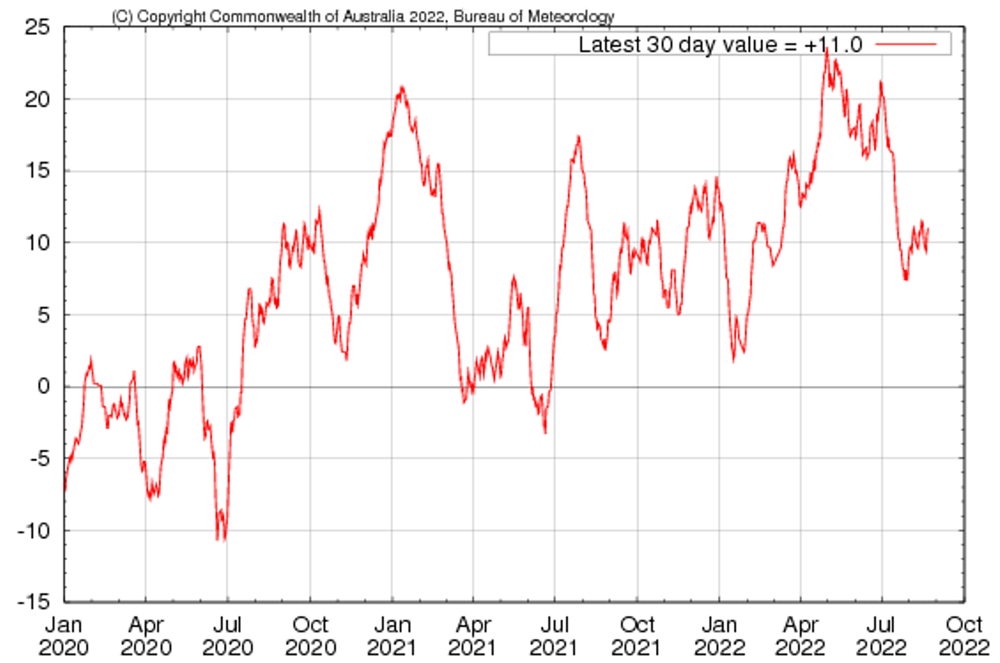 (C) Copyright Commonwealth of Australia 2022, Bureau of Meteorology
Latest 30 day value = +11.0
25
20
15
10
5
0
-5
-10
-15
Jan Apr Jul Oct Jan Apr Jul Oct Jan Apr Jul Oct
2020 2020 2020 2020 2021 2021 2021 2021 2022 2022 2022 2022